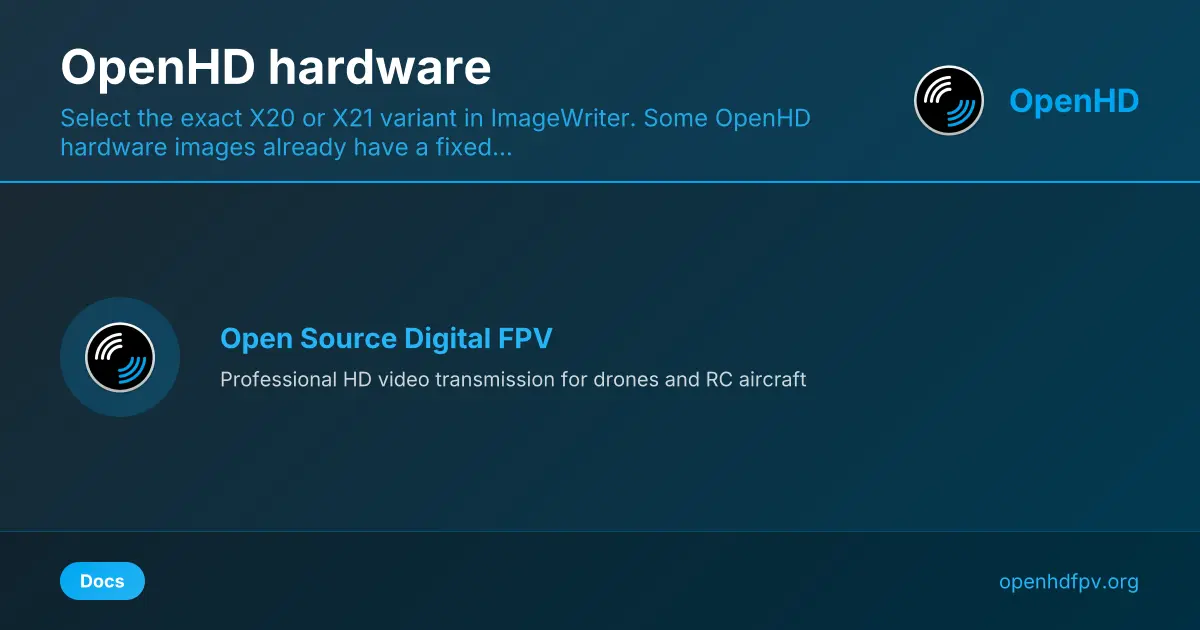 OpenHD hardware
Select the exact X20 or X21 variant in ImageWriter. Some OpenHD
hardware images already have a fixed...
OpenHD
Open Source Digital FPV
Professional HD video transmission for drones and RC aircraft
Docs
openhdfpv.org